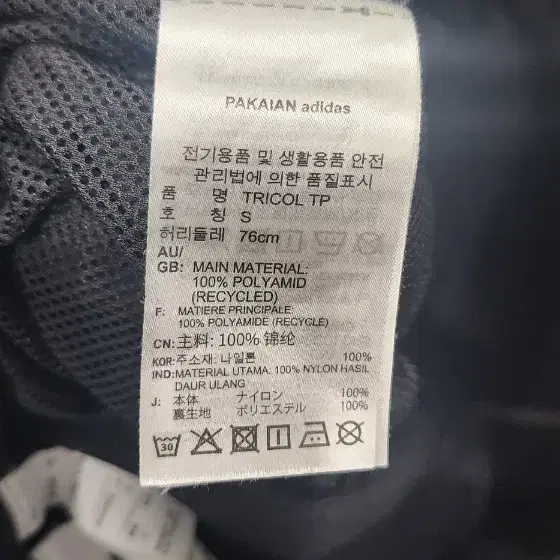 PAKAIAN adidas
전기용품 및 생활용품 안전
관리법에 의한 품질표시
품 명 TRICOL TP
호 칭 S
허리둘레 76cm
AU/
GB: MAIN MATERIAL:
100% POLYAMID
(RECYCLED)
F: MATIERE PRINCIPALE:
100% POLYAMIDE (RECYCLE)
CN:主料: 100% 锦纶
KOR:주소재: 나일론 100%
IND:MATERIAL UTAMA: 100% NYLON HASIL
DAUR ULANG
J: 本体 ナイロン 100%
裏生地 ポリエステル 100%
30